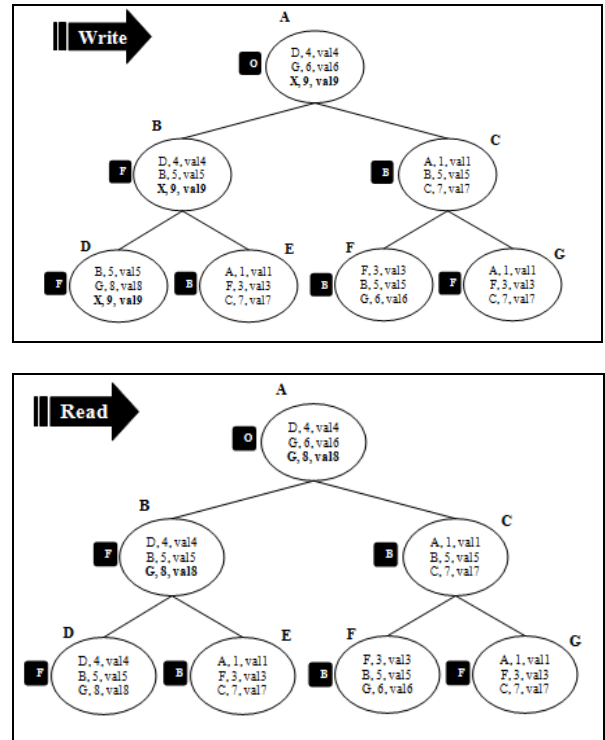 Write
A
O
D, 4, val4
G, 6, val6
X, 9, val9
B
F
D, 4, val4
B, 5, val5
X, 9, val9
C
B
A, 1, val1
B, 5, val5
C, 7, val7
D
F
B, 5, val5
G, 8, val8
X, 9, val9
E
B
A, 1, val1
F, 3, val3
C, 7, val7
F
B
F, 3, val3
B, 5, val5
G, 6, val6
G
F
A, 1, val1
F, 3, val3
C, 7, val7
Read
A
O
D, 4, val4
G, 6, val6
G, 8, val8
B
F
D, 4, val4
B, 5, val5
G, 8, val8
C
B
A, 1, val1
B, 5, val5
C, 7, val7
D
F
D, 4, val4
B, 5, val5
G, 8, val8
E
B
A, 1, val1
F, 3, val3
C, 7, val7
F
B
F, 3, val3
B, 5, val5
G, 6, val6
G
F
A, 1, val1
F, 3, val3
C, 7, val7